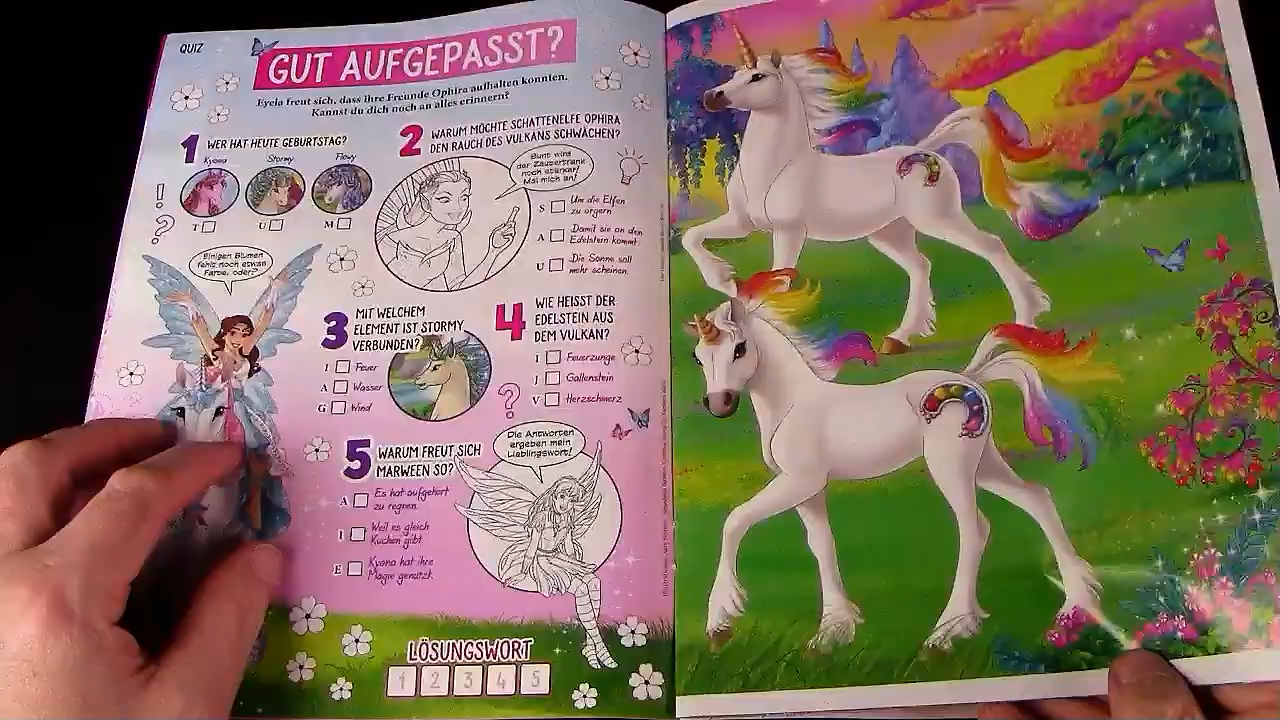 QUIZ
GUT AUFGEPASST?
Eyela freut sich, dass ihre Freunde Ophira aufhalten konnten.
Kannst du dich noch an alles erinnern?
1 WER HAT HEUTE GEBURTSTAG?
Kyona Stormy Flowy
T U M
2 WARUM MÖCHTE SCHATTENELFE OPHIRA
DEN RAUCH DES VULKANS SCHWÄCHEN?
Bunt wird
der Zaubertrank
noch stärker!
Mal mich an!
S Um die Elfen
zu ärgern
A Damit sie an den
Edelstein kommt.
U Die Sonne soll
mehr scheinen.
! ?
Einigen Blumen
fehlt noch etwas
Farbe, oder?
3 MIT WELCHEM
ELEMENT IST STORMY
VERBUNDEN?
I Feuer
A Wasser
G Wind
4 WIE HEISST DER
EDELSTEIN AUS
DEM VULKAN?
I Feuerzunge
J Gallenstein
V Herzschmerz
?
5 WARUM FREUT SICH
MARWEEN SO?
A Es hat aufgehört
zu regnen.
I Weil es gleich
Kuchen gibt.
E Kyona hat ihre
Magie genutzt.
Die Antworten
ergeben mein
Lieblingswort!
LÖSUNGSWORT
1 2 3 4 5